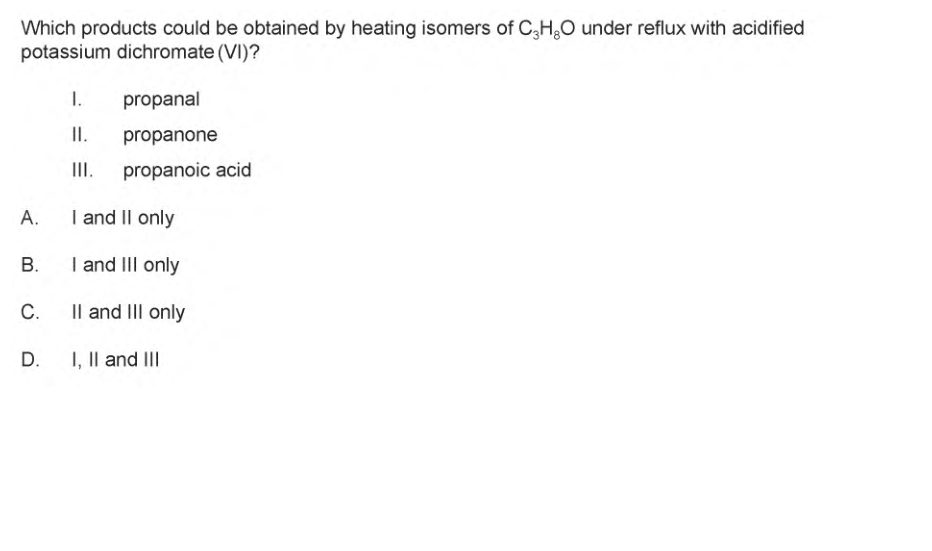 Which products could be obtained by heating isomers of C₃H₈O under reflux with acidified
potassium dichromate (VI)?
I. propanal
II. propanone
III. propanoic acid
A. I and II only
B. I and III only
C. II and III only
D. I, II and III